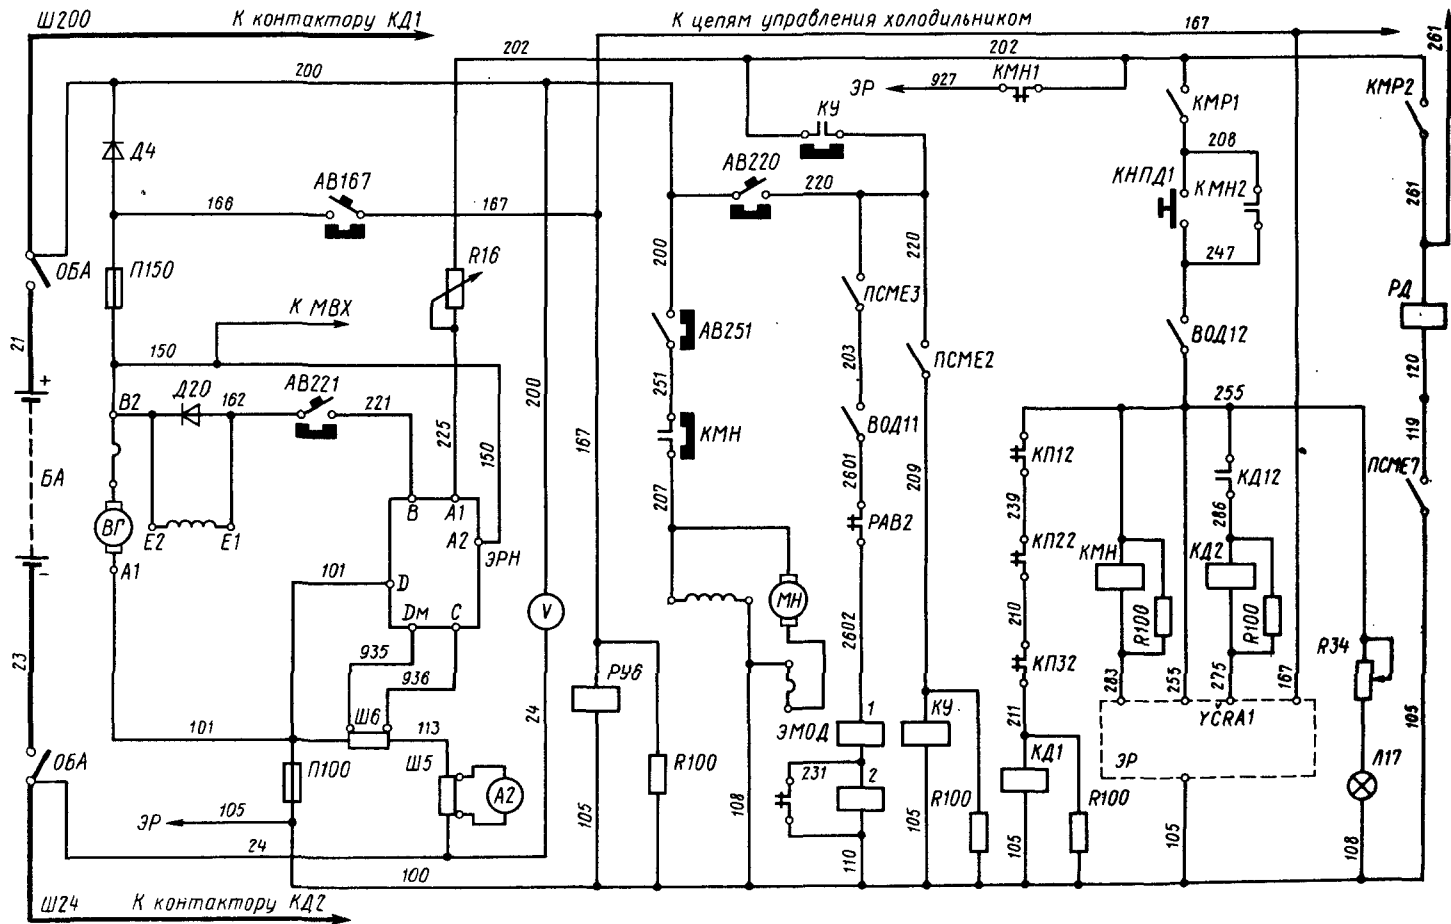 Ш200
К контактору КД1
К цепям управления холодильником
167
261
202
202
200
ЭР
927
КМН1
КМР2
КУ
КМР1
Д4
АВ167
АВ220
208
166
167
220
КНПД1
КМН2
261
ОБА
П150
R16
200
220
247
К МВХ
ПСМЕ3
РД
21
150
АВ251
203
ПСМЕ2
ВОД12
120
+
В2
Д20
162
АВ221
221
200
251
КМН
ВОД11
255
119
БА
225
150
167
207
2601
209
КП12
239
КД12
286
ПСМЕ7
ВГ
Е2
Е1
В
А1
А2
ЭРН
РАВ2
КП22
КМН
КД2
-
А1
101
D
Dм
С
V
МН
2602
210
R100
R100
23
935
936
РУ6
КП32
283
255
275
167
R34
101
Ш6
113
24
ЭМОД
1
КУ
211
YCRA1
105
ОБА
П100
Ш5
А2
R100
231
2
КД1
ЭР
Л17
ЭР
105
105
108
105
R100
105
R100
105
108
24
110
100
Ш24
К контактору КД2